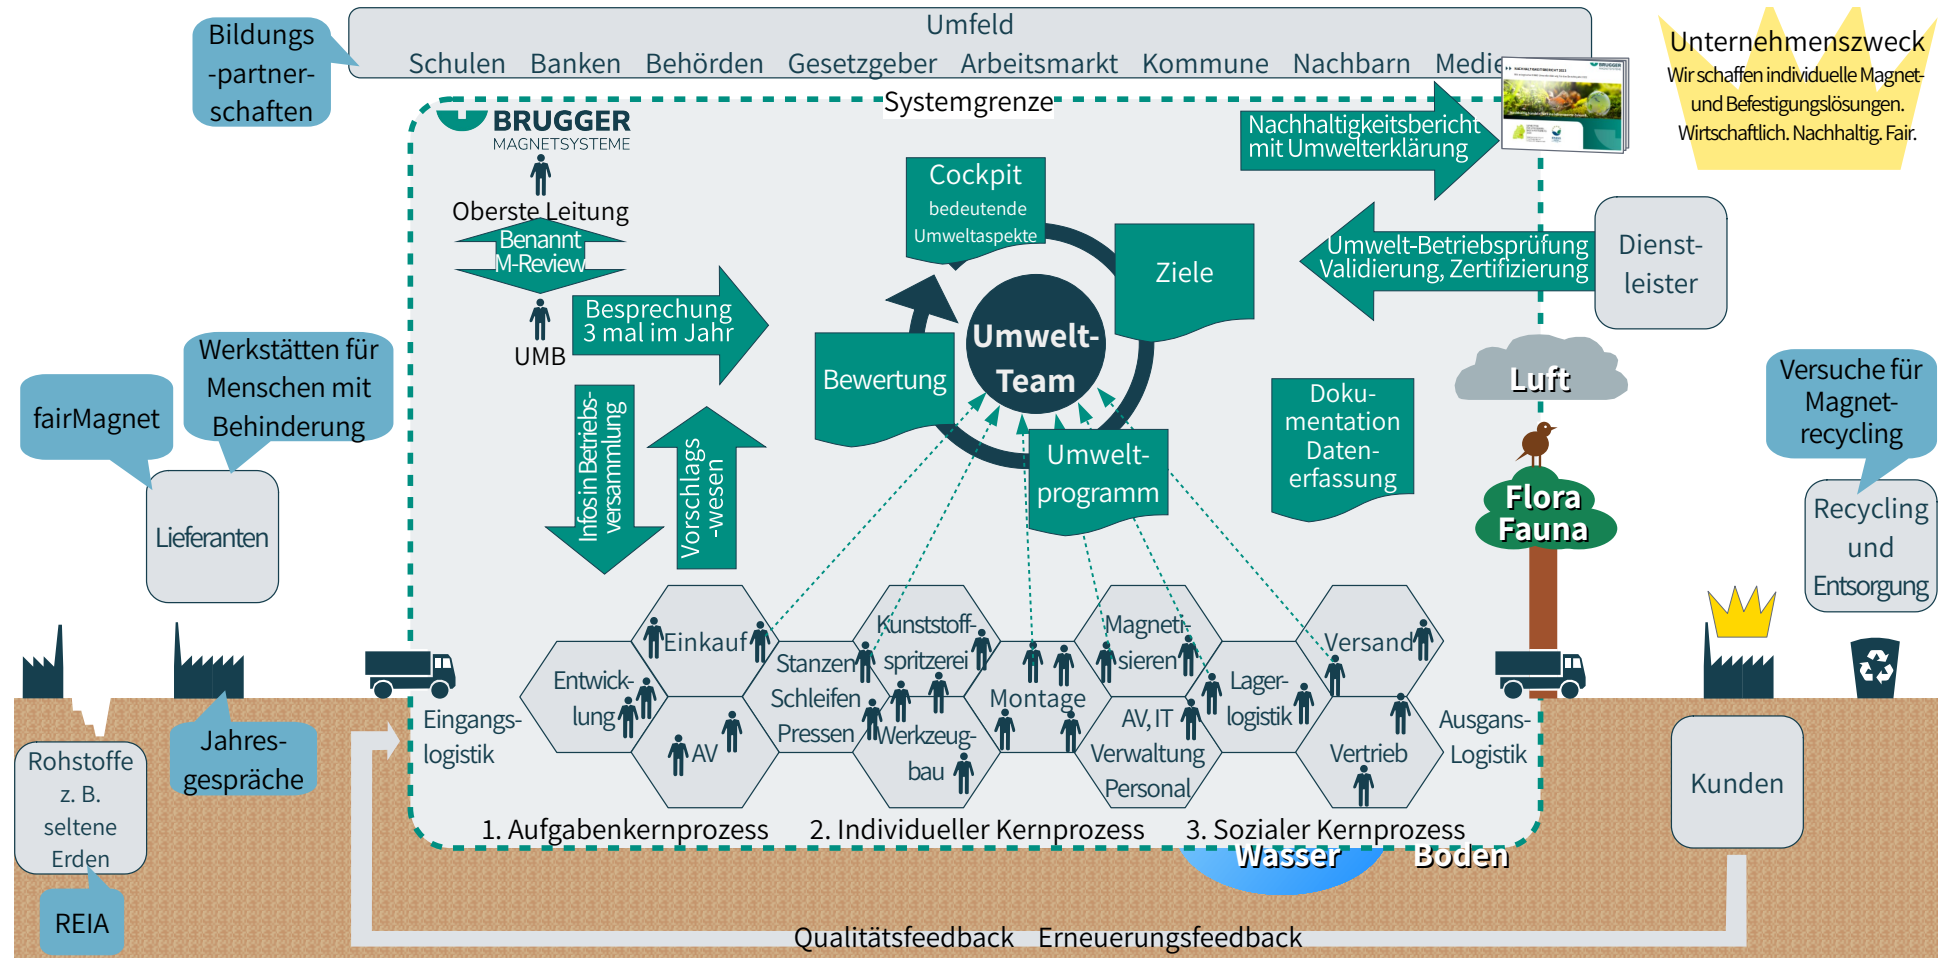 Umfeld
Schulen Banken Behörden Gesetzgeber Arbeitsmarkt Kommune Nachbarn Medie
Bildungs
-partner-
schaften
Unternehmenszweck
Wir schaffen individuelle Magnet-
und Befestigungslösungen.
Wirtschaftlich. Nachhaltig. Fair.
Systemgrenze
BRUGGER
MAGNETSYSTEME
Oberste Leitung
Benannt
M-Review
UMB
Besprechung
3 mal im Jahr
Cockpit
bedeutende
Umweltaspekte
Ziele
Umwelt-
Team
Bewertung
Umwelt-
programm
Nachhaltigkeitsbericht
mit Umwelterklärung
BRUGGER
Umwelt-Betriebsprüfung
Validierung, Zertifizierung
Dienst-
leister
Doku-
mentation
Daten-
erfassung
Luft
Flora
Fauna
Versuche für
Magnet-
recycling
Recycling
und
Entsorgung
Werkstätten für
Menschen mit
Behinderung
fairMagnet
Lieferanten
Infos in Betriebs-
versammlung
Vorschlags
-wesen
Rohstoffe
z. B.
seltene
Erden
REIA
Jahres-
gespräche
Eingangs-
logistik
Entwick-
lung
Einkauf
AV
Stanzen
Schleifen
Pressen
Kunststoff-
spritzerei
Werkzeug-
bau
Montage
Magneti-
sieren
AV, IT
Verwaltung
Personal
Lager-
logistik
Versand
Vertrieb
Ausgans-
Logistik
Kunden
1. Aufgabenkernprozess 2. Individueller Kernprozess 3. Sozialer Kernprozess
Wasser
Boden
Qualitätsfeedback Erneuerungsfeedback